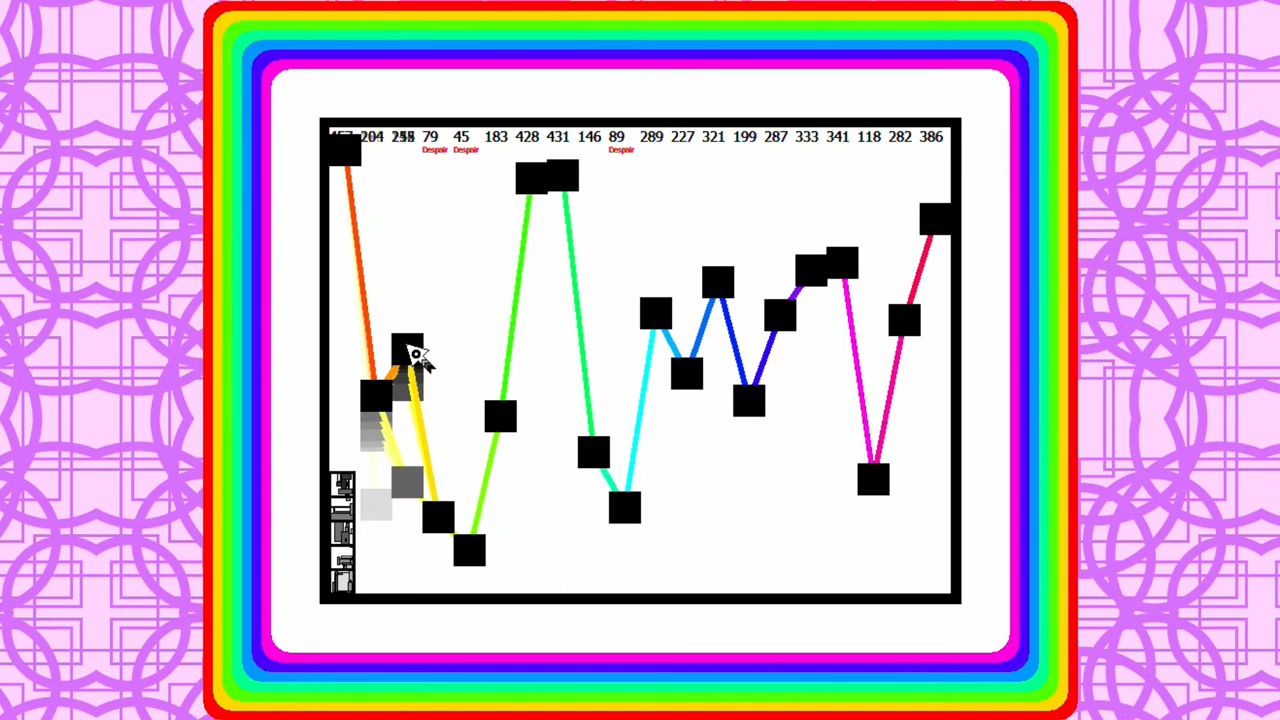 204 79 45 183 428 431 146 89 289 227 321 199 287 333 341 118 282 386
Despair Despair Despair